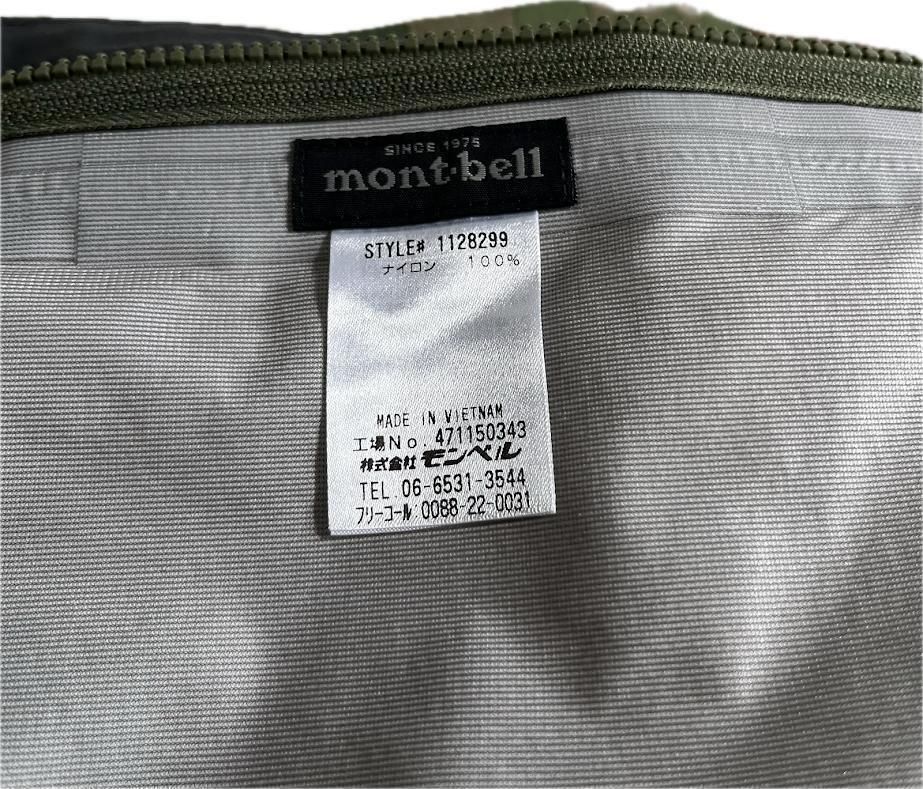 SINCE 1975
mont·bell
STYLE# 1128299
ナイロン 100%
MADE IN VIETNAM
工場No. 471150343
株式会社 モンベル
TEL. 06-6531-3544
フリーコール:0088-22-0031